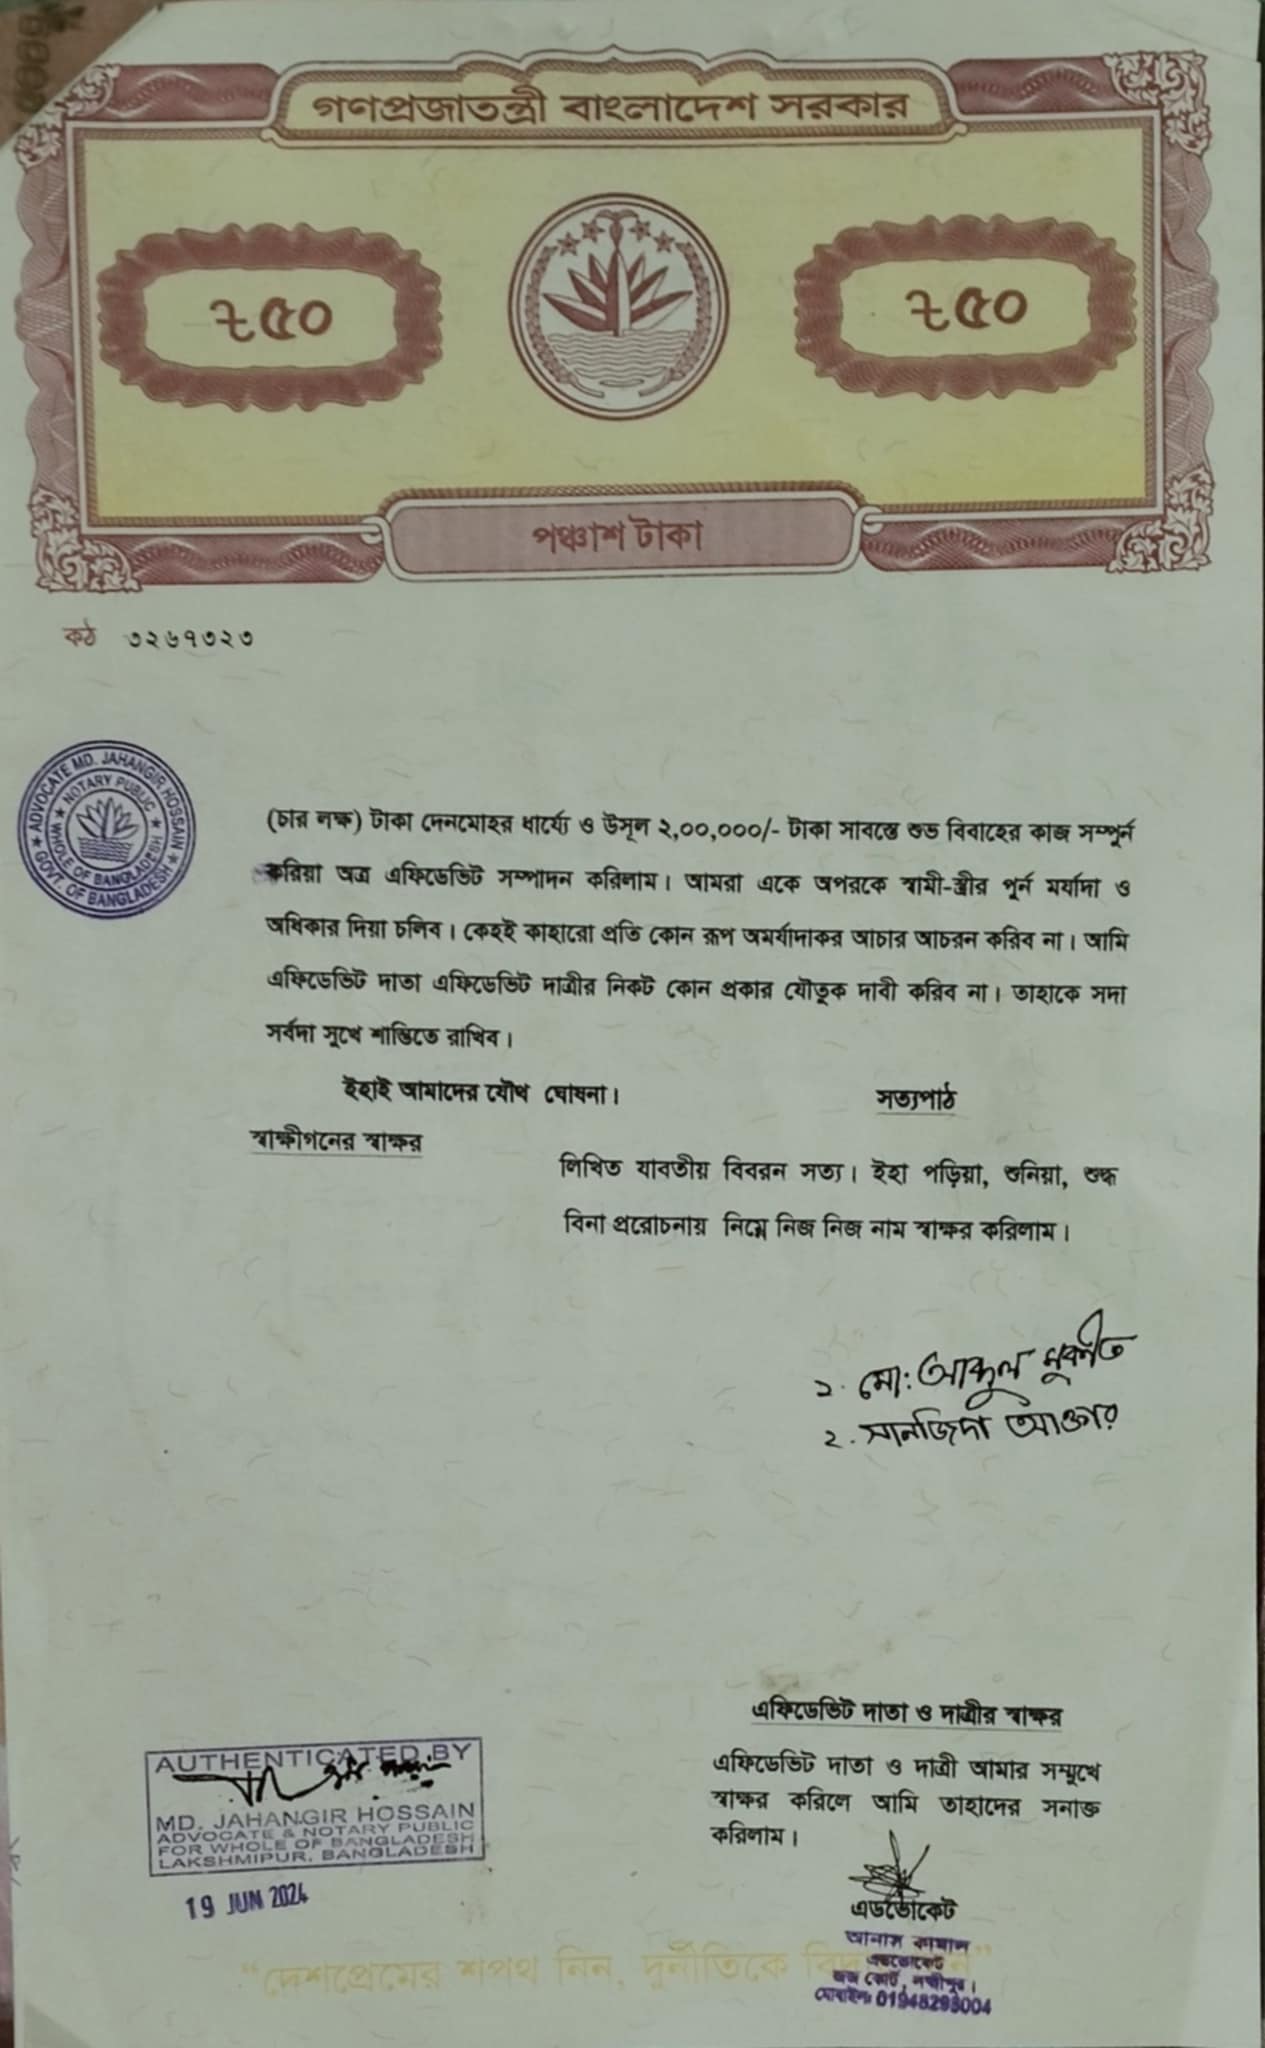 গণপ্রজাতন্ত্রী বাংলাদেশ সরকার
৳৫০
৳৫০
পঞ্চাশ টাকা
কঠ ৩২৬৭৩২৩
ADVOCATE MD. JAHANGIR HOSSAIN
NOTARY PUBLIC
WHOLE OF BANGLADESH
GOVT. OF BANGLADESH
(চার লক্ষ) টাকা দেনমোহর ধার্য্যে ও উসূল ২,০০,০০০/- টাকা সাবস্তে শুভ বিবাহের কাজ সম্পূর্ন
করিয়া অত্র এফিডেভিট সম্পাদন করিলাম। আমরা একে অপরকে স্বামী-স্ত্রীর পূর্ন মর্যাদা ও
অধিকার দিয়া চলিব। কেহই কাহারো প্রতি কোন রূপ অমর্যাদাকর আচার আচরন করিব না। আমি
এফিডেভিট দাতা এফিডেভিট দাত্রীর নিকট কোন প্রকার যৌতুক দাবী করিব না। তাহাকে সদা
সর্বদা সুখে শান্তিতে রাখিব।
ইহাই আমাদের যৌথ ঘোষনা।
সত্যপাঠ
স্বাক্ষীগনের স্বাক্ষর
লিখিত যাবতীয় বিবরন সত্য। ইহা পড়িয়া, শুনিয়া, শুদ্ধ
বিনা প্ররোচনায় নিম্নে নিজ নিজ নাম স্বাক্ষর করিলাম।
১. মো:
২. সানজিদা আক্তার
এফিডেভিট দাতা ও দাত্রীর স্বাক্ষর
এফিডেভিট দাতা ও দাত্রী আমার সম্মুখে
স্বাক্ষর করিলে আমি তাহাদের সনাক্ত
করিলাম।
এডভোকেট
আনাস কামাল
এডভোকেট
জজ কোর্ট, লক্ষ্মীপুর।
মোবাইলঃ 01948293004
AUTHENTICATED BY
MD. JAHANGIR HOSSAIN
ADVOCATE & NOTARY PUBLIC
FOR WHOLE OF BANGLADESH
LAKSHMIPUR, BANGLADESH
19 JUN 2024
“দেশপ্রেমের শপথ নিন, দুর্নীতিকে